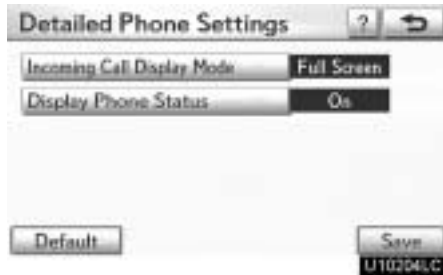 Detailed Phone Settings ?
Incoming Call Display Mode Full Screen
Display Phone Status On
Default Save
U10204LC